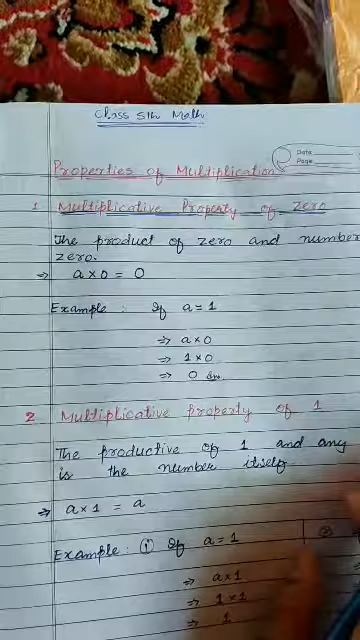 Class 5th Math
Date
Page
Properties of Multiplication
1 Multiplicative Property of Zero
The product of zero and number
zero.
⇒ a × 0 = 0
Example : If a = 1
⇒ a × 0
⇒ 1 × 0
⇒ 0 Ans.
2 Multiplicative property of 1
The productive of 1 and any
is the number itself
⇒ a × 1 = a
Example : ① If a = 1 ②
⇒ a × 1
⇒ 1 × 1
⇒ 1